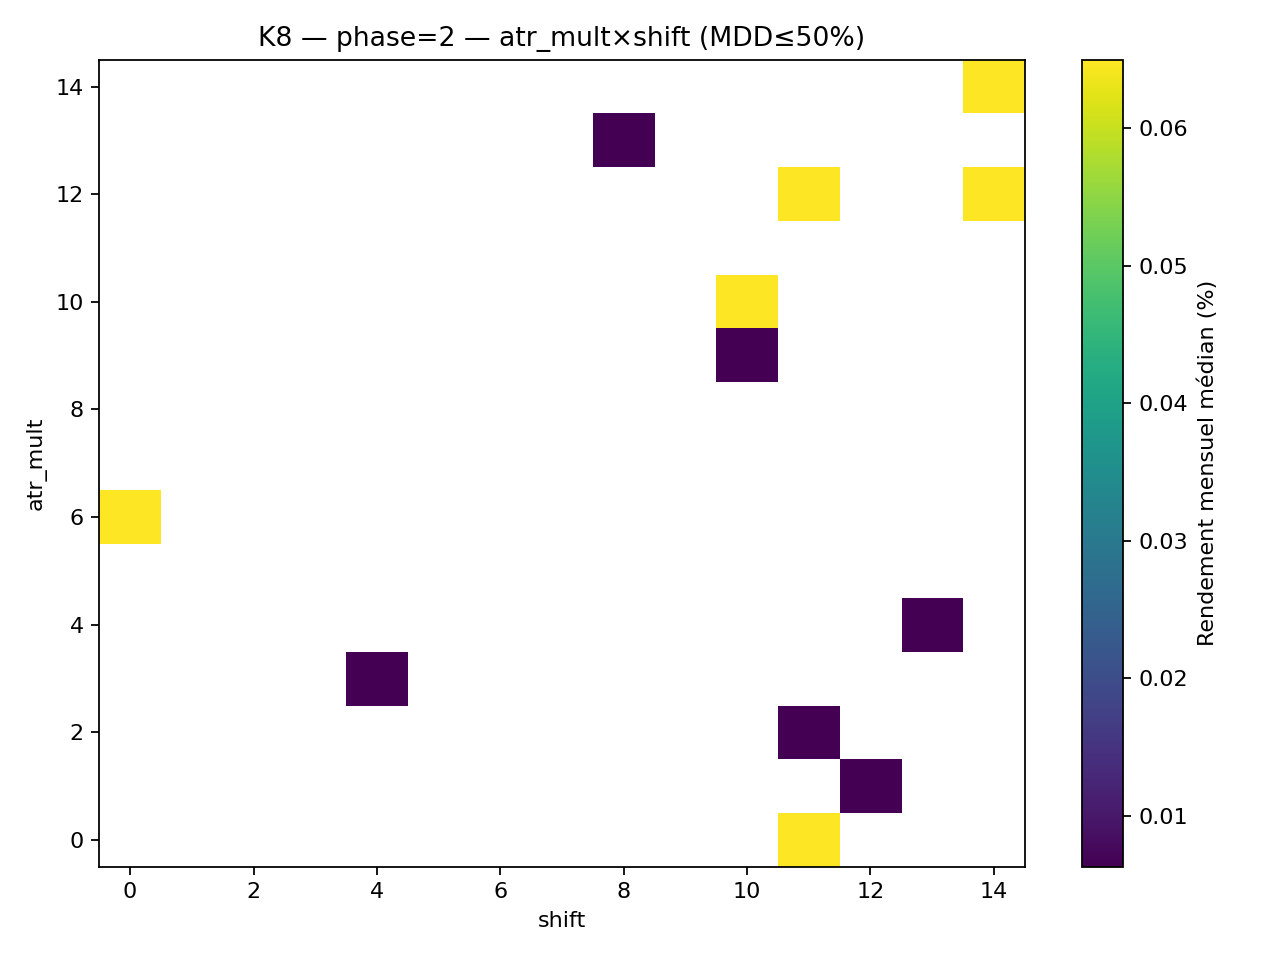 K8 — phase=2 — atr_mult×shift (MDD≤50%)
14
12
10
8
6
4
2
0
atr_mult
0 2 4 6 8 10 12 14
shift
0.06
0.05
0.04
0.03
0.02
0.01
Rendement mensuel médian (%)